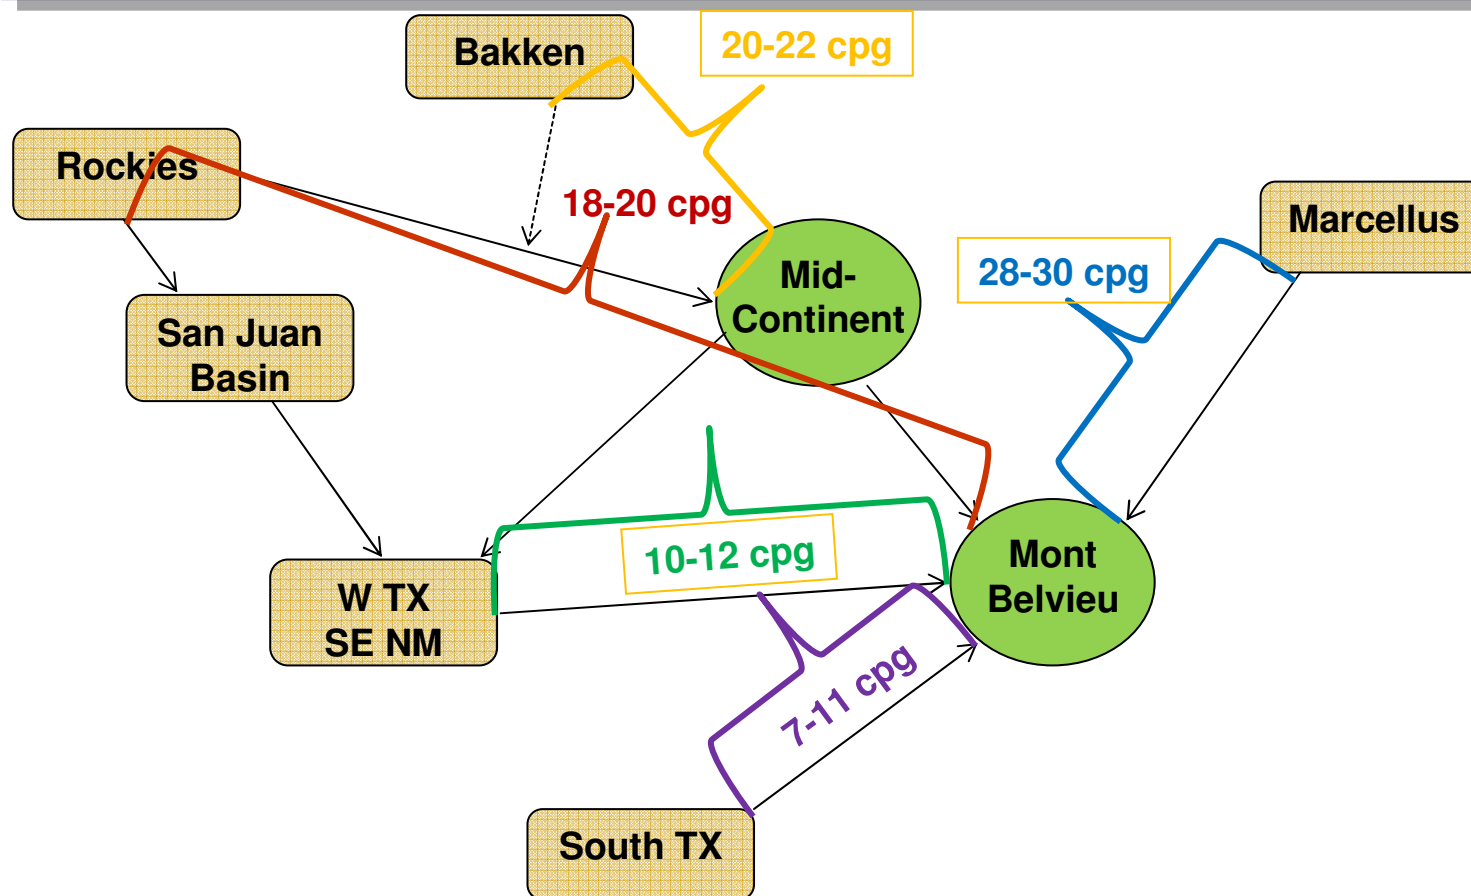 Bakken
20-22 cpg
Rockies
18-20 cpg
Marcellus
28-30 cpg
Mid-
Continent
San Juan
Basin
10-12 cpg
Mont
Belvieu
W TX
SE NM
7-11 cpg
South TX